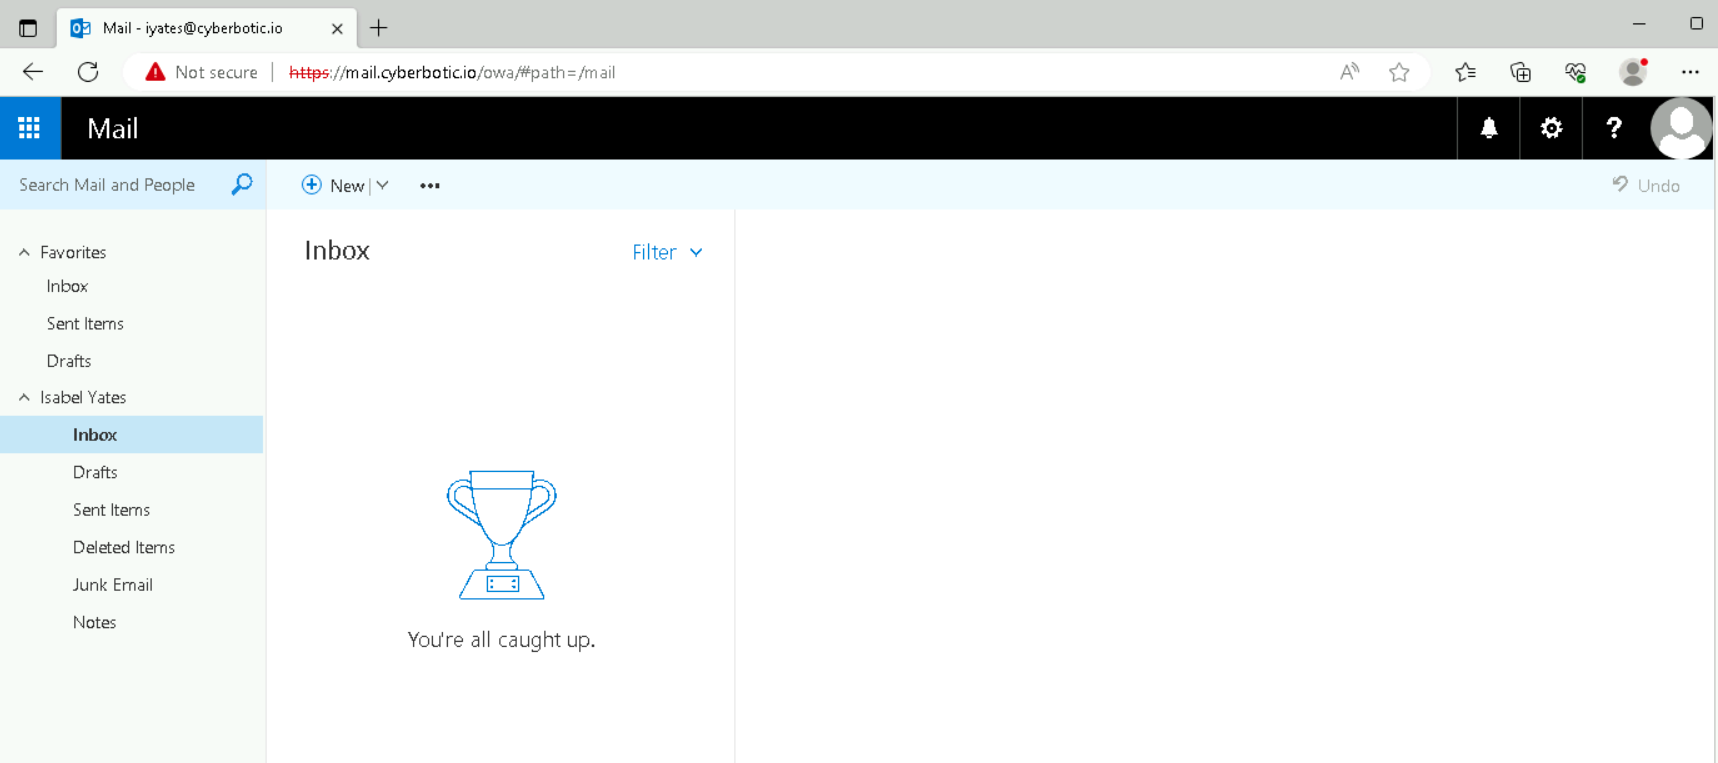 Mail - iyates@cyberbotic.io
Not secure | https://mail.cyberbotic.io/owa/#path=/mail
Mail
Search Mail and People
New
Undo
Favorites
Inbox
Sent Items
Drafts
Isabel Yates
Inbox
Drafts
Sent Items
Deleted Items
Junk Email
Notes
Inbox
Filter
You're all caught up.